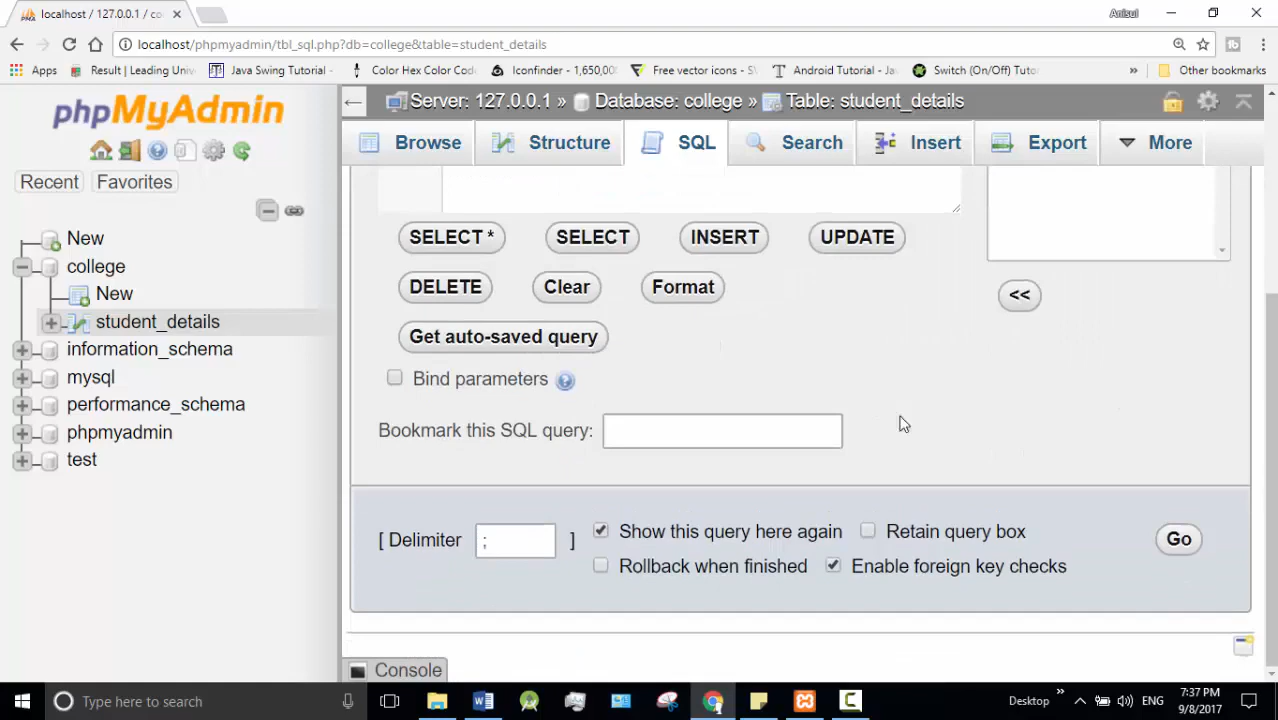 localhost / 127.0.0.1 / co
Anisul
localhost/phpmyadmin/tbl_sql.php?db=college&table=student_details
Apps
Result | Leading Univ
Java Swing Tutorial -
Color Hex Color Code
Iconfinder - 1,650,00
Free vector icons - S
Android Tutorial - Ja
Switch (On/Off) Tuto
»
Other bookmarks
phpMyAdmin
Recent
Favorites
New
college
New
student_details
information_schema
mysql
performance_schema
phpmyadmin
test
Server: 127.0.0.1 » Database: college » Table: student_details
Browse
Structure
SQL
Search
Insert
Export
More
SELECT *
SELECT
INSERT
UPDATE
DELETE
Clear
Format
<<
Get auto-saved query
Bind parameters
Bookmark this SQL query:
[ Delimiter ; ]
Show this query here again
Retain query box
Rollback when finished
Enable foreign key checks
Go
Console
Type here to search
Desktop
»
ENG
7:37 PM
9/8/2017